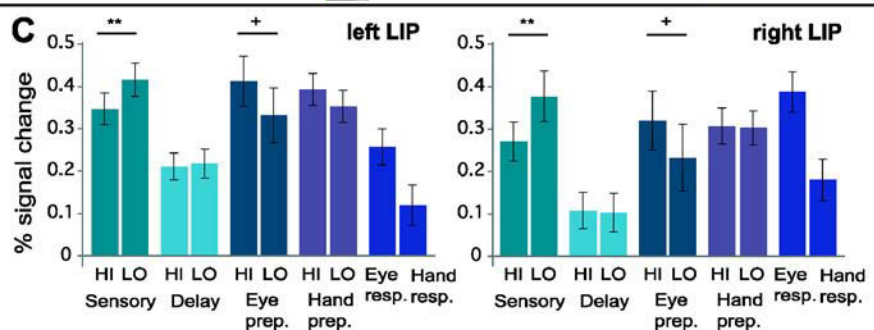 C
left LIP
right LIP
** + ** +
0.5 0.5
0.4 0.4
0.3 0.3
0.2 0.2
0.1 0.1
0 0
% signal change
HI LO HI LO HI LO HI LO Eye Hand HI LO HI LO HI LO HI LO Eye Hand
Sensory Delay Eye Hand resp. resp. Sensory Delay Eye Hand resp. resp.
prep. prep. prep. prep.